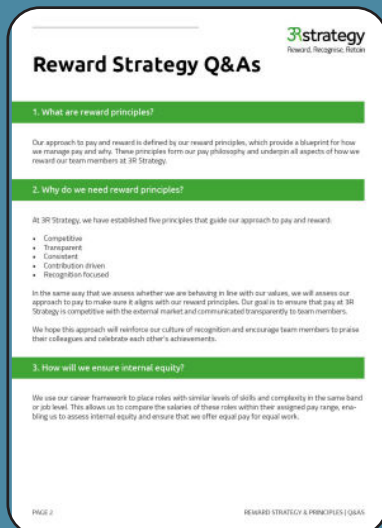 3R strategy
Reward. Recognise. Retain
Reward Strategy Q&As
1. What are reward principles?
Our approach to pay and reward is defined by our reward principles, which provide a blueprint for how
we manage pay and why. These principles form our pay philosophy and underpin all aspects of how we
reward our team members at 3R Strategy.
2. Why do we need reward principles?
At 3R Strategy, we have established five principles that guide our approach to pay and reward:
• Competitive
• Transparent
• Consistent
• Contribution driven
• Recognition focused
In the same way that we assess whether we are behaving in line with our values, we will assess our
approach to pay to make sure it aligns with our reward principles. Our goal is to ensure that pay at 3R
Strategy is competitive with the external market and communicated transparently to team members.
We hope this approach will reinforce our culture of recognition and encourage team members to praise
their colleagues and celebrate each other's achievements.
3. How will we ensure internal equity?
We use our career framework to place roles with similar levels of skills and complexity in the same band
or job level. This allows us to compare the salaries of these roles within their assigned pay range, ena-
bling us to assess internal equity and ensure that we offer equal pay for equal work.
PAGE 2
REWARD STRATEGY & PRINCIPLES | Q&AS